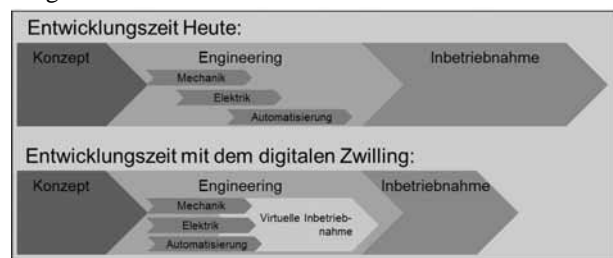 Entwicklungszeit Heute:
Konzept Engineering Inbetriebnahme
Mechanik
Elektrik
Automatisierung
Entwicklungszeit mit dem digitalen Zwilling:
Konzept Engineering Inbetriebnahme
Mechanik
Elektrik
Automatisierung
Virtuelle Inbetrieb-
nahme